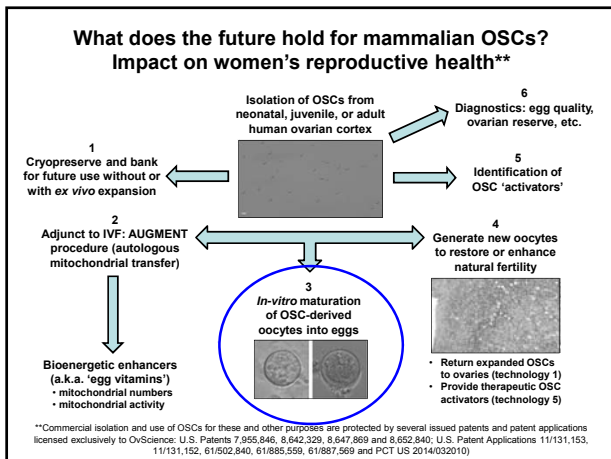 What does the future hold for mammalian OSCs?
Impact on women's reproductive health**
Isolation of OSCs from
neonatal, juvenile, or adult
human ovarian cortex
6
Diagnostics: egg quality,
ovarian reserve, etc.
1
Cryopreserve and bank
for future use without or
with ex vivo expansion
5
Identification of
OSC 'activators'
2
Adjunct to IVF: AUGMENT
procedure (autologous
mitochondrial transfer)
4
Generate new oocytes
to restore or enhance
natural fertility
3
In-vitro maturation
of OSC-derived
oocytes into eggs
Bioenergetic enhancers
(a.k.a. 'egg vitamins')
• mitochondrial numbers
• mitochondrial activity
• Return expanded OSCs
to ovaries (technology 1)
• Provide therapeutic OSC
activators (technology 5)
**Commercial isolation and use of OSCs for these and other purposes are protected by several issued patents and patent applications
licensed exclusively to OvScience: U.S. Patents 7,955,846, 8,642,329, 8,647,869 and 8,652,840; U.S. Patent Applications 11/131,153,
11/131,152, 61/502,840, 61/885,559, 61/887,569 and PCT US 2014/032010)